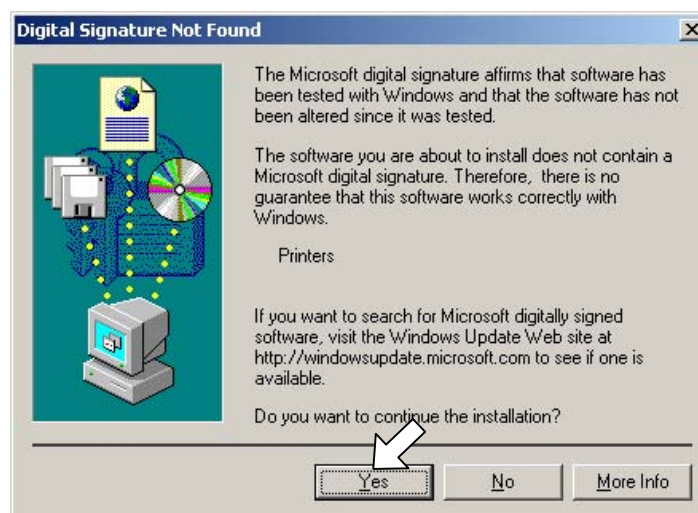 Digital Signature Not Found
The Microsoft digital signature affirms that software has
been tested with Windows and that the software has not
been altered since it was tested.
The software you are about to install does not contain a
Microsoft digital signature. Therefore, there is no
guarantee that this software works correctly with
Windows.
Printers
If you want to search for Microsoft digitally signed
software, visit the Windows Update Web site at
http://windowsupdate.microsoft.com to see if one is
available.
Do you want to continue the installation?
Yes No More Info